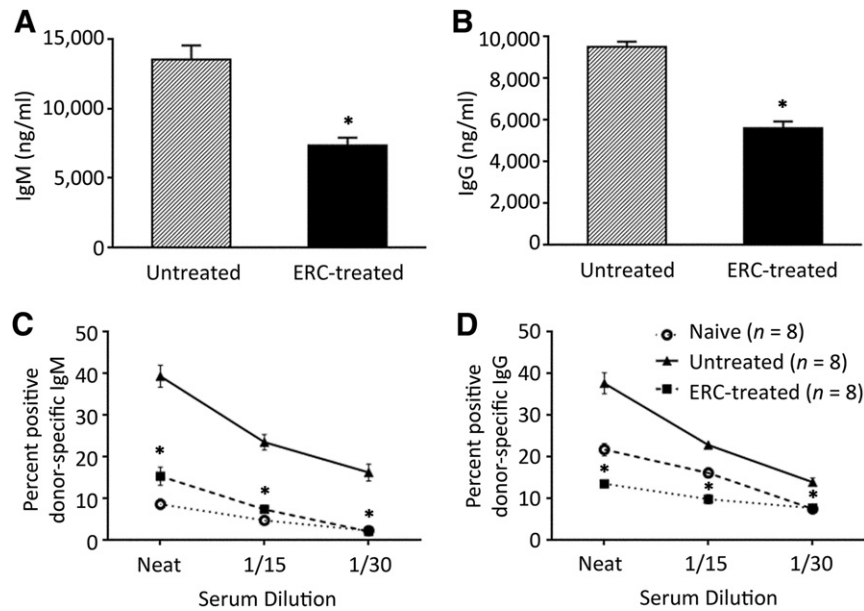 A
15,000
10,000
5,000
0
IgM (ng/ml)
*
Untreated
ERC-treated
B
10,000
8,000
6,000
4,000
2,000
0
IgG (ng/ml)
*
Untreated
ERC-treated
C
50
40
30
20
10
0
Percent positive
donor-specific IgM
*
*
*
Neat
1/15
1/30
Serum Dilution
D
50
40
30
20
10
0
Percent positive
donor-specific IgG
Naive (n = 8)
Untreated (n = 8)
ERC-treated (n = 8)
*
*
*
Neat
1/15
1/30
Serum Dilution